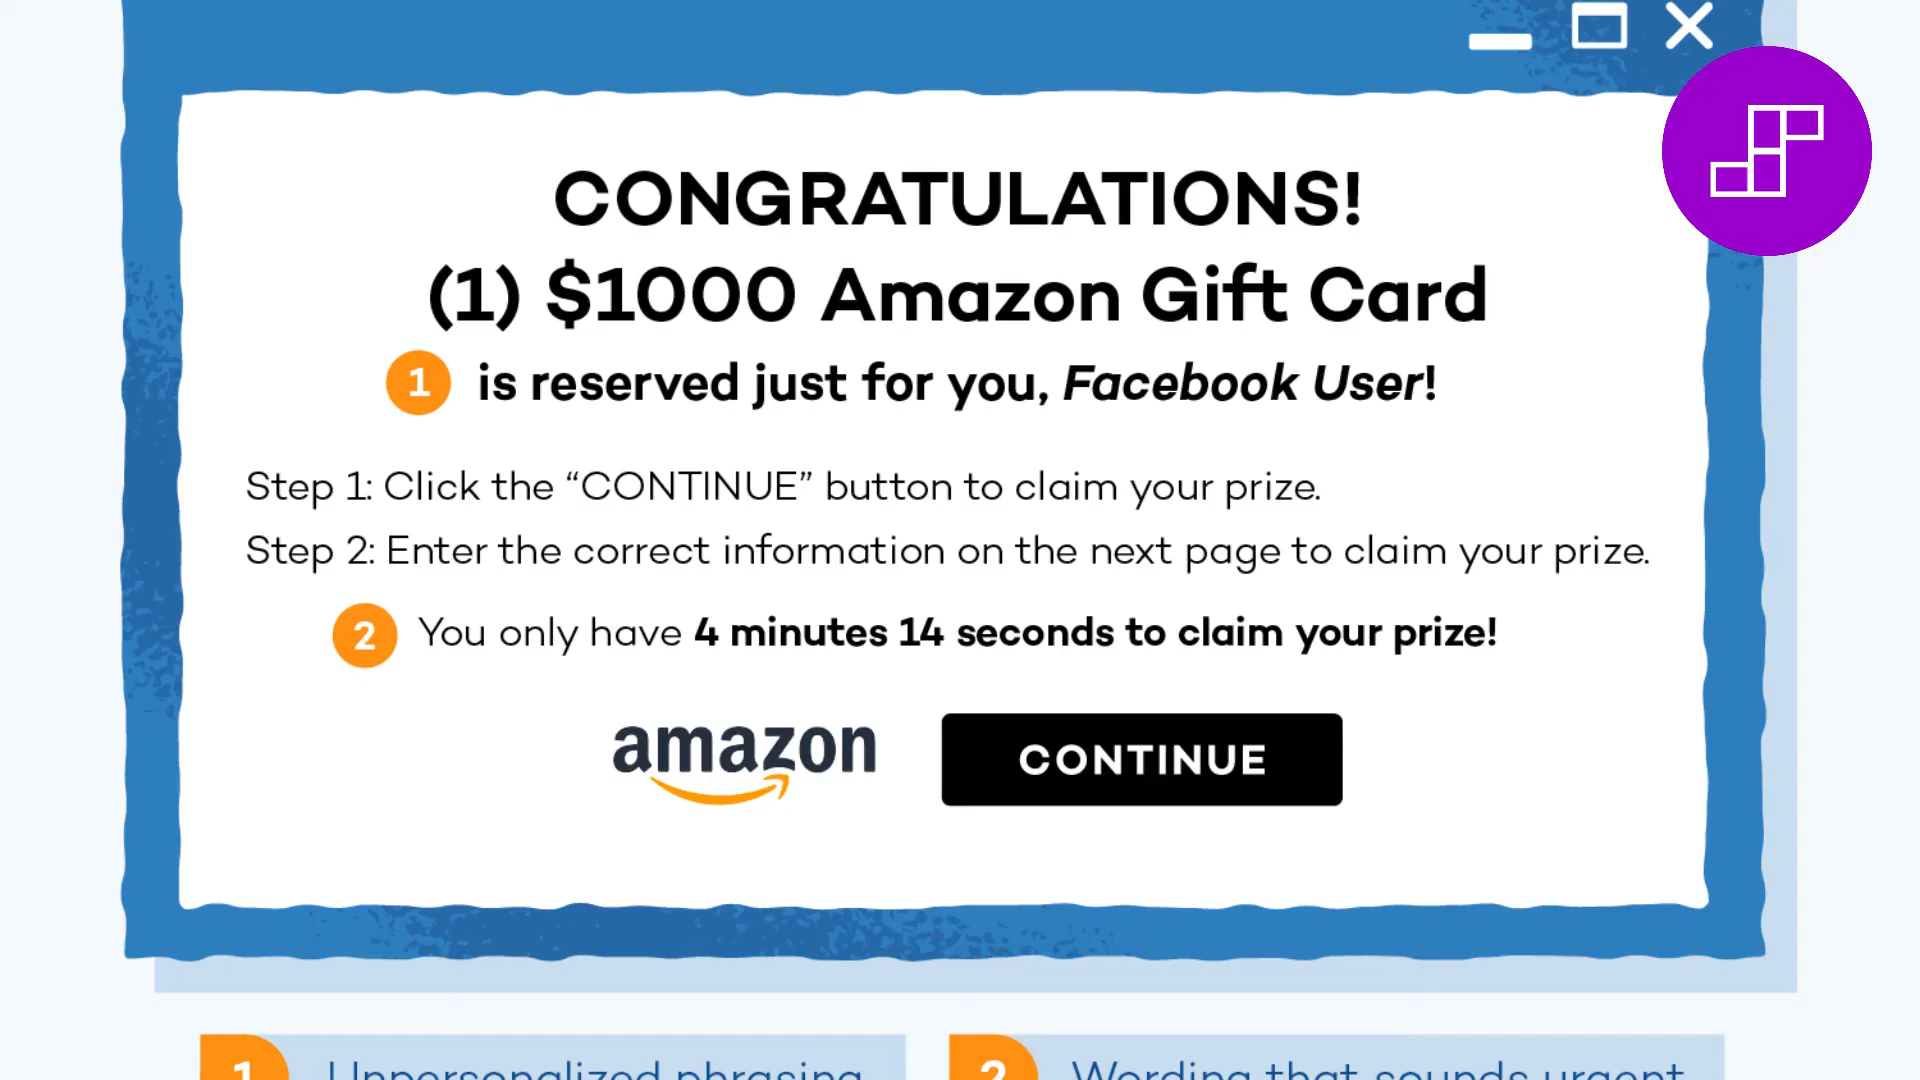 CONGRATULATIONS!
(1) $1000 Amazon Gift Card
1 is reserved just for you, Facebook User!
Step 1: Click the “CONTINUE” button to claim your prize.
Step 2: Enter the correct information on the next page to claim your prize.
2 You only have 4 minutes 14 seconds to claim your prize!
amazon
CONTINUE
1 Unpersonalized phrasing
2 Wording that sounds urgent